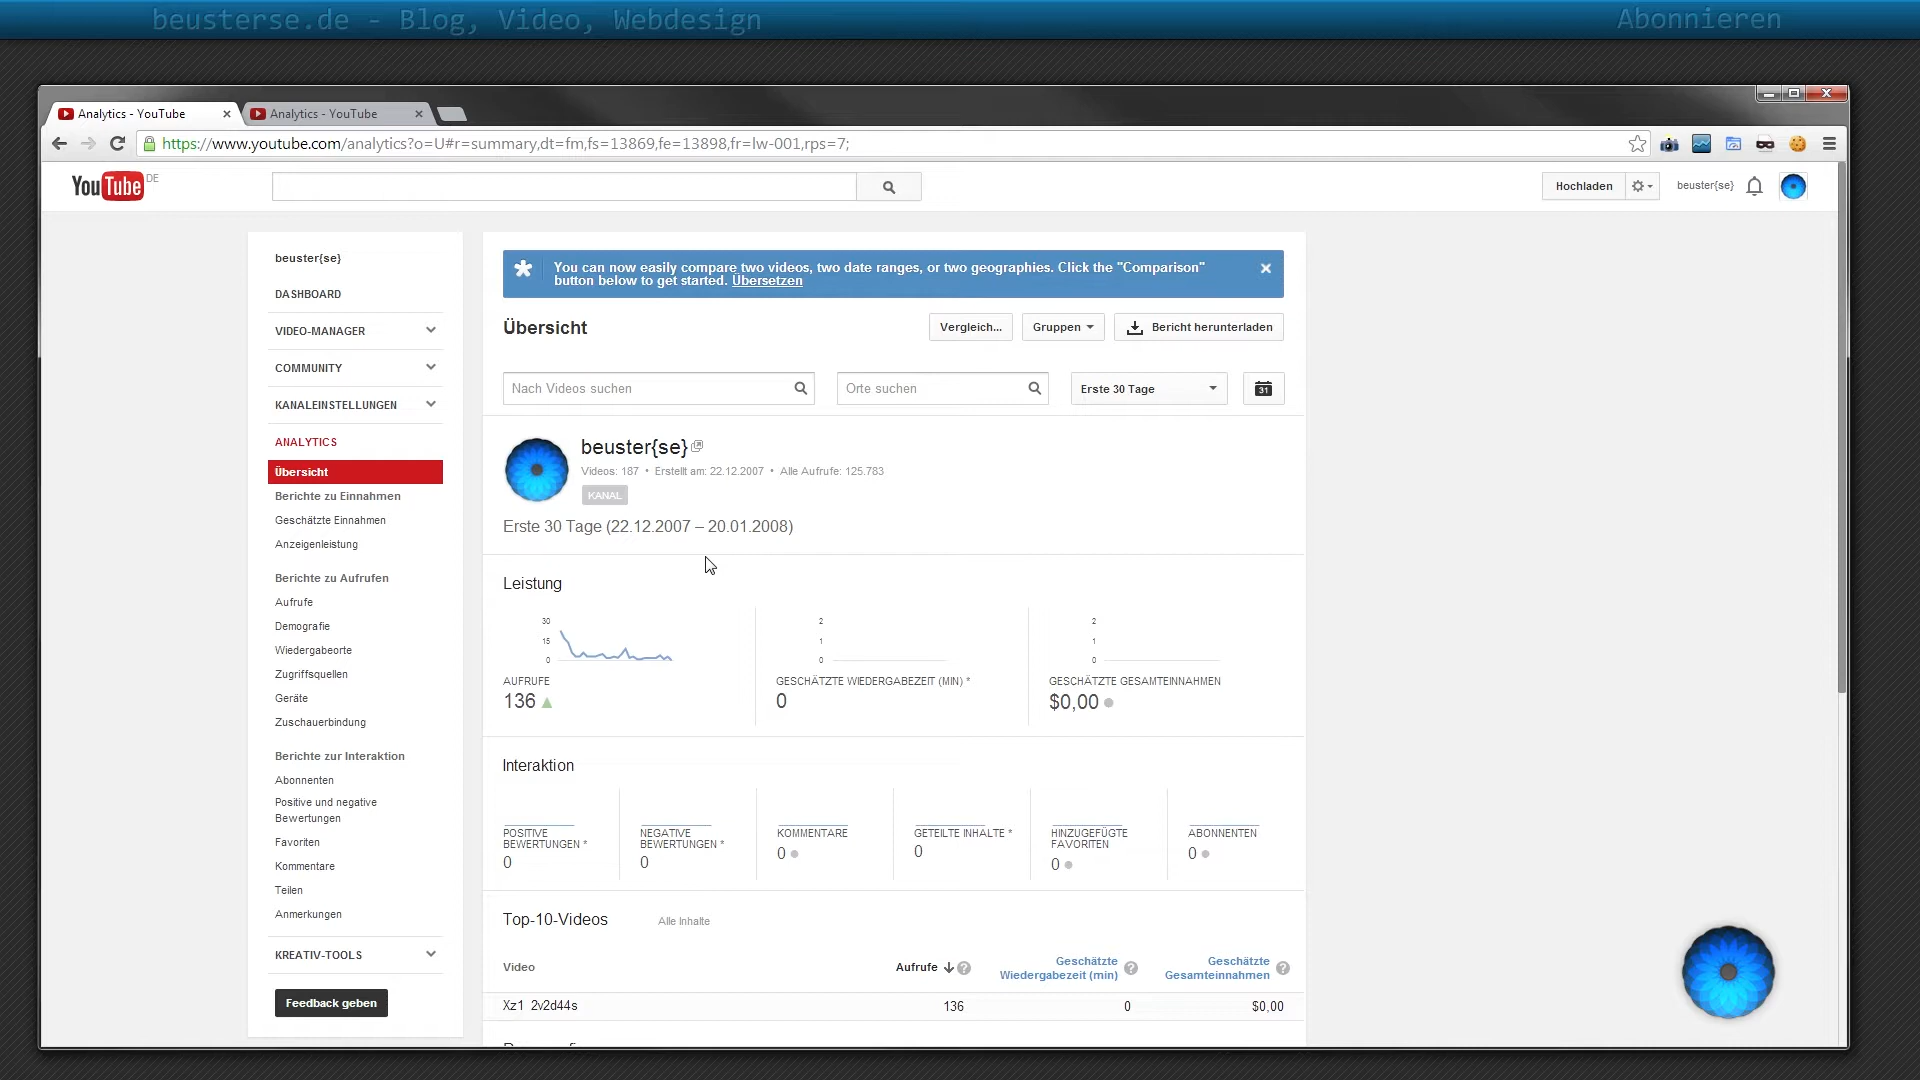 beusterse.de - Blog, Video, Webdesign
Abonnieren
Analytics - YouTube
Analytics - YouTube
https://www.youtube.com/analytics?o=U#r=summary,dt=fm,fs=13869,fe=13898,fr=lw-001,rps=7;
YouTube DE
Hochladen
beuster{se}
beuster{se}
DASHBOARD
VIDEO-MANAGER
COMMUNITY
KANALEINSTELLUNGEN
ANALYTICS
Übersicht
Berichte zu Einnahmen
Geschätzte Einnahmen
Anzeigenleistung
Berichte zu Aufrufen
Aufrufe
Demografie
Wiedergabeorte
Zugriffsquellen
Geräte
Zuschauerbindung
Berichte zur Interaktion
Abonnenten
Positive und negative
Bewertungen
Favoriten
Kommentare
Teilen
Anmerkungen
KREATIV-TOOLS
Feedback geben
You can now easily compare two videos, two date ranges, or two geographies. Click the "Comparison"
button below to get started. Übersetzen
Übersicht
Vergleich...
Gruppen
Bericht herunterladen
Nach Videos suchen
Orte suchen
Erste 30 Tage
31
beuster{se}
Videos: 187 • Erstellt am: 22.12.2007 • Alle Aufrufe: 125.783
KANAL
Erste 30 Tage (22.12.2007 – 20.01.2008)
Leistung
30
15
0
AUFRUFE
136
2
1
0
GESCHÄTZTE WIEDERGABEZEIT (MIN) *
0
2
1
0
GESCHÄTZTE GESAMTEINNAHMEN
$0,00
Interaktion
POSITIVE
BEWERTUNGEN *
0
NEGATIVE
BEWERTUNGEN *
0
KOMMENTARE
0
GETEILTE INHALTE *
0
HINZUGEFÜGTE
FAVORITEN
0
ABONNENTEN
0
Top-10-Videos
Alle Inhalte
Video
Aufrufe
Geschätzte
Wiedergabezeit (min)
Geschätzte
Gesamteinnahmen
Xz1 2v2d44s
136
0
$0,00